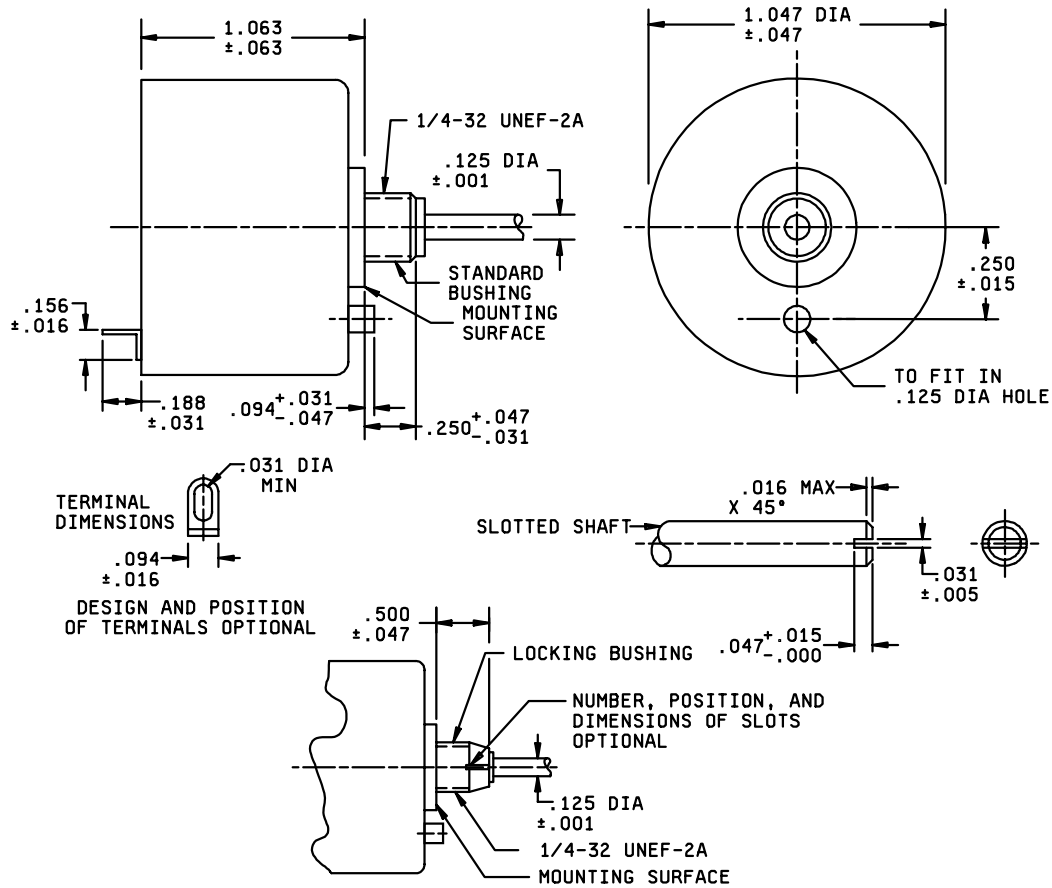 1.063
±.063
1.047 DIA
±.047
1/4-32 UNEF-2A
.125 DIA
±.001
STANDARD
BUSHING
MOUNTING
SURFACE
.250
±.015
.156
±.016
.188
±.031
.094 +.031
-.047
.250 +.047
-.031
TO FIT IN
.125 DIA HOLE
.031 DIA
MIN
TERMINAL
DIMENSIONS
.094
±.016
DESIGN AND POSITION
OF TERMINALS OPTIONAL
.016 MAX
X 45°
SLOTTED SHAFT
.031
±.005
.047 +.015
-.000
.500
±.047
LOCKING BUSHING
NUMBER, POSITION, AND
DIMENSIONS OF SLOTS
OPTIONAL
.125 DIA
±.001
1/4-32 UNEF-2A
MOUNTING SURFACE